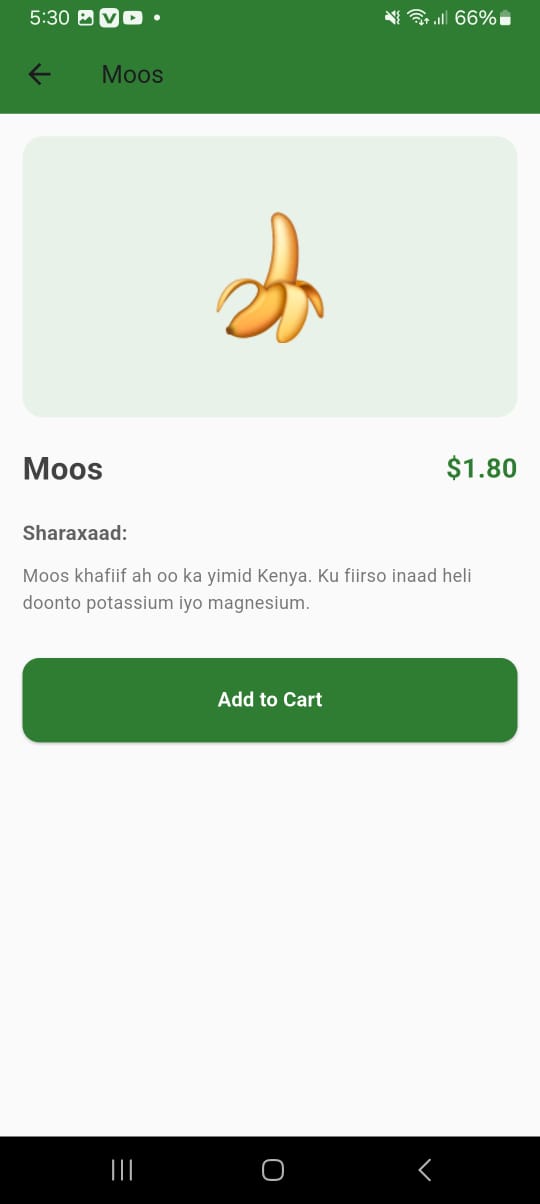 5:30
66%
Moos
Moos
$1.80
Sharaxaad:
Moos khafiif ah oo ka yimid Kenya. Ku fiirso inaad heli
doonto potassium iyo magnesium.
Add to Cart